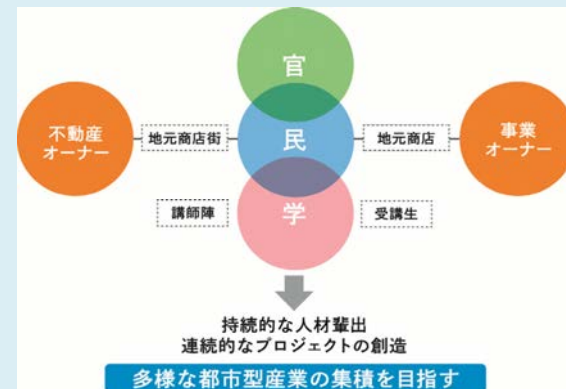 官
不動産
オーナー
地元商店街
民
地元商店
事業
オーナー
講師陣
学
受講生
持続的な人材輩出
連続的なプロジェクトの創造
多様な都市型産業の集積を目指す